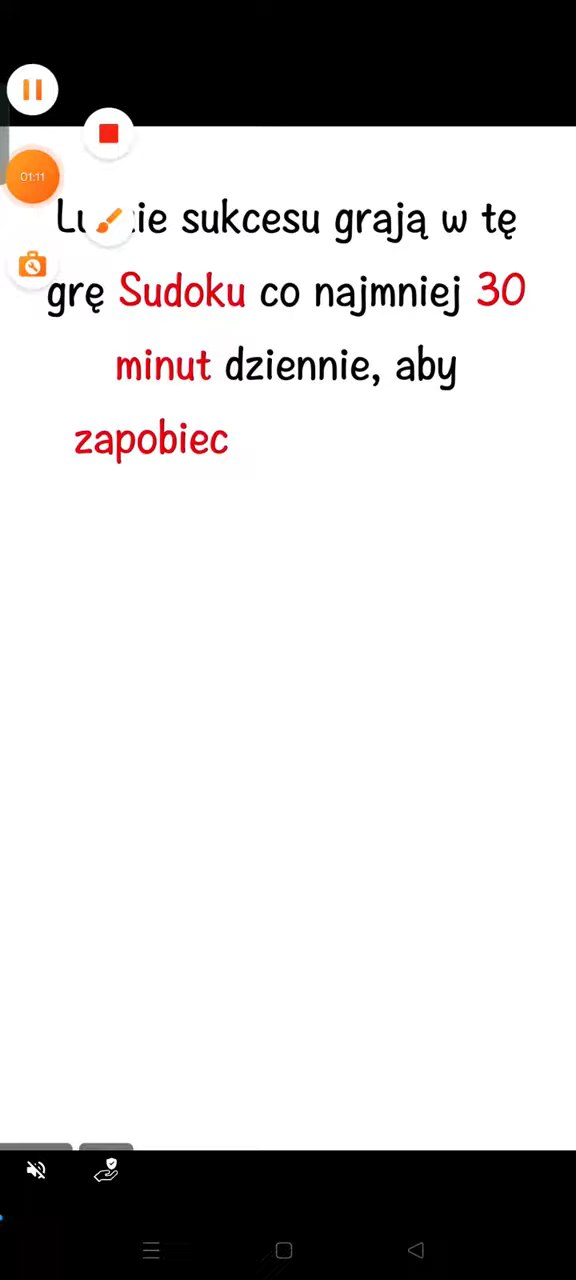 01:11
sukcesu grają w tę
grę Sudoku co najmniej 30
minut dziennie, aby
zapobiec